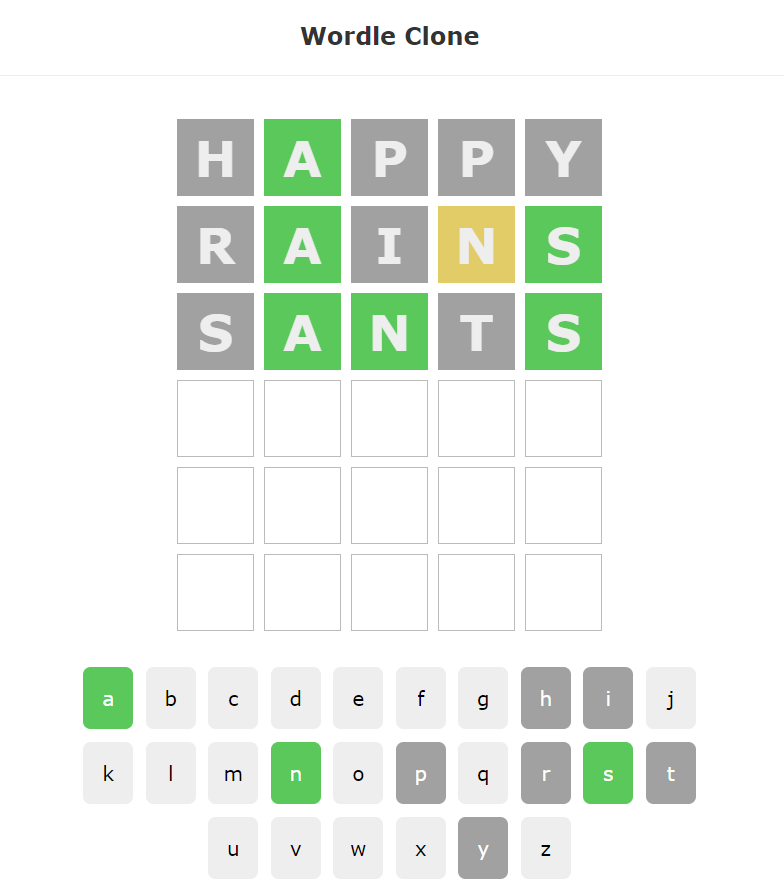 Wordle Clone
H A P P Y
R A I N S
S A N T S
a b c d e f g h i j
k l m n o p q r s t
u v w x y z